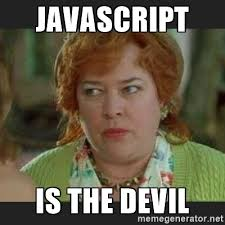 JAVASCRIPT
IS THE DEVIL
memegenerator.net